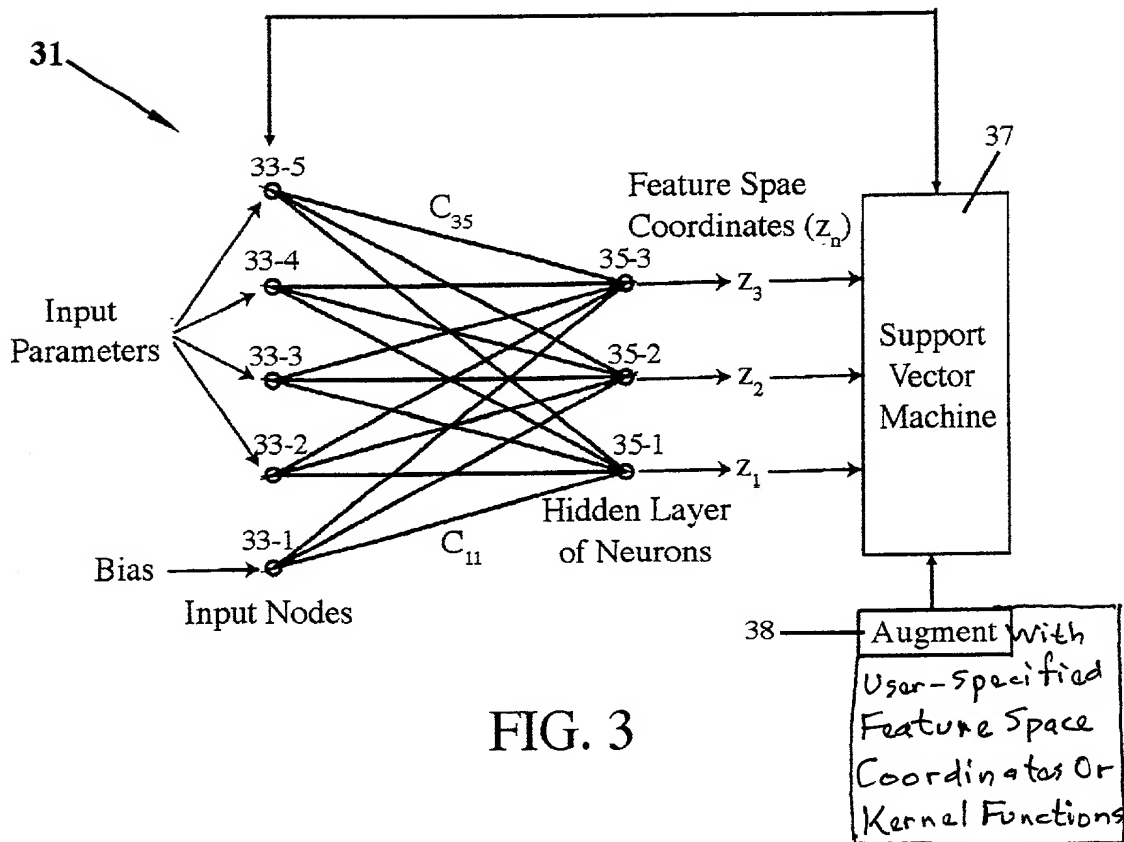 31
37
33-5
C35
Feature Spae
Coordinates (zn)
33-4
35-3
z3
Input
Parameters
33-3
35-2
z2
Support
Vector
Machine
33-2
35-1
z1
Hidden Layer
of Neurons
33-1
C11
Bias
Input Nodes
38
Augment with
User-specified
Feature Space
Coordinates Or
Kernel Functions
FIG. 3